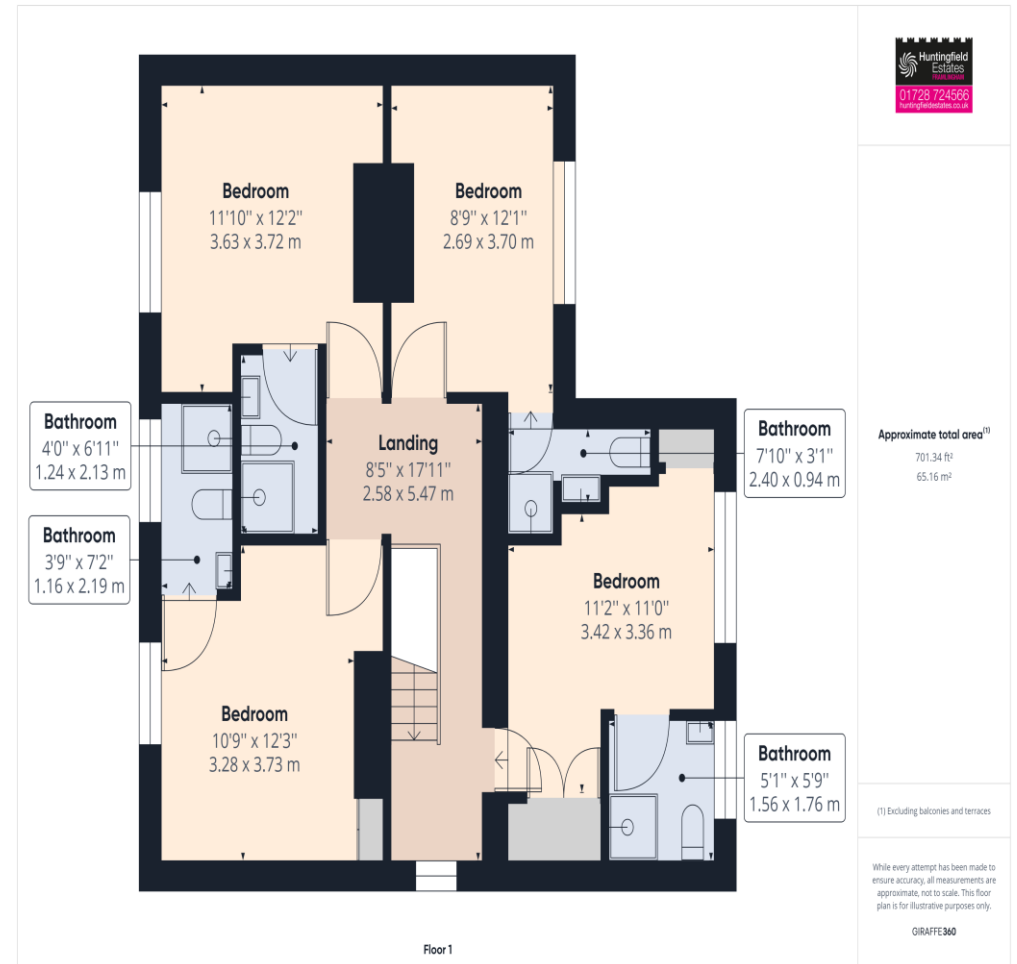 Huntingfield
Estates
FRAMLINGHAM
01728 724566
huntingfieldestates.co.uk
Bedroom
11'10" x 12'2"
3.63 x 3.72 m
Bedroom
8'9" x 12'1"
2.69 x 3.70 m
Bathroom
4'0" x 6'11"
1.24 x 2.13 m
Landing
8'5" x 17'11"
2.58 x 5.47 m
Bathroom
7'10" x 3'1"
2.40 x 0.94 m
Approximate total area(1)
701.34 ft²
65.16 m²
Bathroom
3'9" x 7'2"
1.16 x 2.19 m
Bedroom
11'2" x 11'0"
3.42 x 3.36 m
Bedroom
10'9" x 12'3"
3.28 x 3.73 m
Bathroom
5'1" x 5'9"
1.56 x 1.76 m
(1) Excluding balconies and terraces
While every attempt has been made to
ensure accuracy, all measurements are
approximate, not to scale. This floor
plan is for illustrative purposes only.
GIRAFFE360
Floor 1